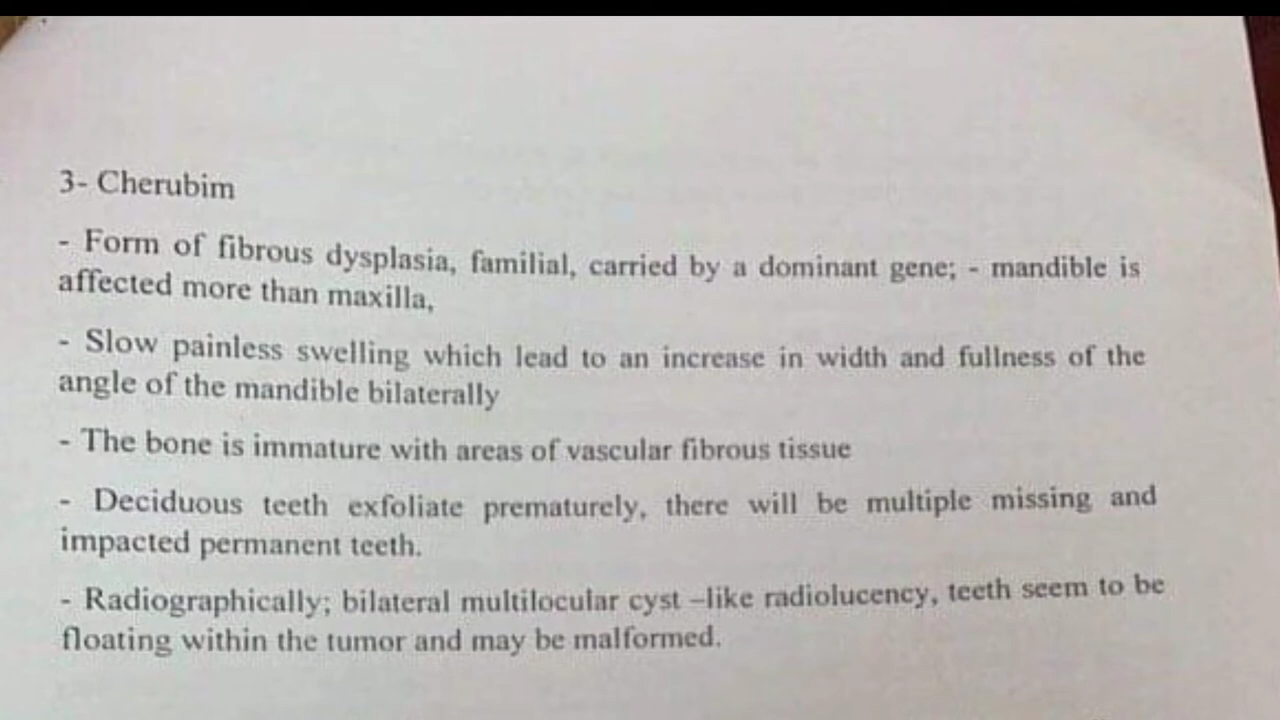 3- Cherubim
- Form of fibrous dysplasia, familial, carried by a dominant gene; - mandible is
affected more than maxilla,
- Slow painless swelling which lead to an increase in width and fullness of the
angle of the mandible bilaterally
- The bone is immature with areas of vascular fibrous tissue
- Deciduous teeth exfoliate prematurely, there will be multiple missing and
impacted permanent teeth.
- Radiographically; bilateral multilocular cyst –like radiolucency, teeth seem to be
floating within the tumor and may be malformed.